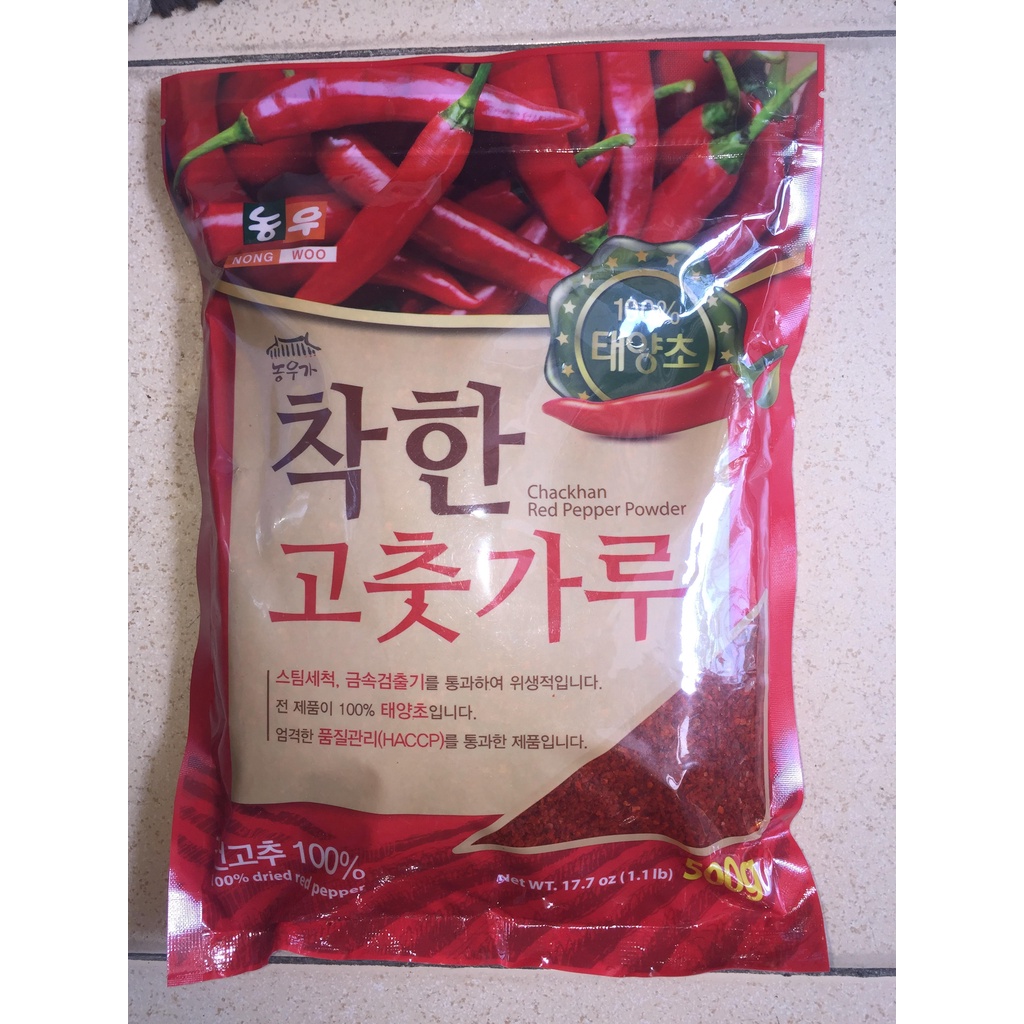 농우
NONG WOO
100%
태양초
농우가
착한
Chackhan
Red Pepper Powder
고춧가루
스팀세척, 금속검출기를 통과하여 위생적입니다.
전 제품이 100% 태양초입니다.
엄격한 품질관리(HACCP)를 통과한 제품입니다.
건고추 100%
100% dried red pepper
Net WT. 17.7 oz (1.1 lb)
500g